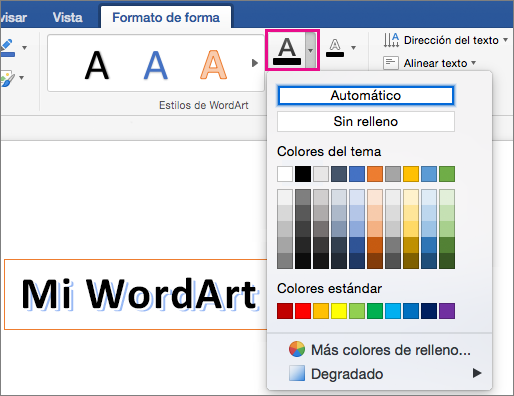 visar Vista Formato de forma
A A A A A
Dirección del texto
Alinear texto
Estilos de WordArt
Automático
Sin relleno
Colores del tema
Mi WordArt
Colores estándar
Más colores de relleno...
Degradado